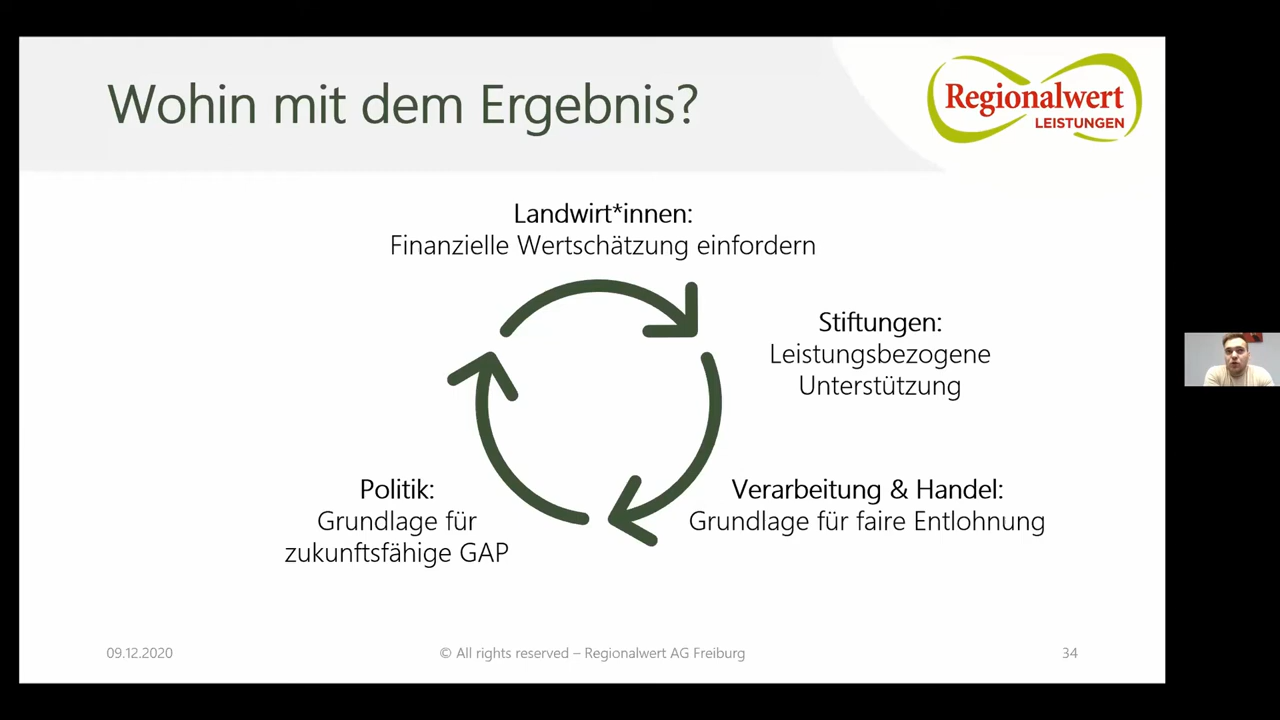 Wohin mit dem Ergebnis?
Regionalwert
LEISTUNGEN
Landwirt*innen:
Finanzielle Wertschätzung einfordern
Stiftungen:
Leistungsbezogene
Unterstützung
Verarbeitung & Handel:
Grundlage für faire Entlohnung
Politik:
Grundlage für
zukunftsfähige GAP
09.12.2020
© All rights reserved – Regionalwert AG Freiburg
34